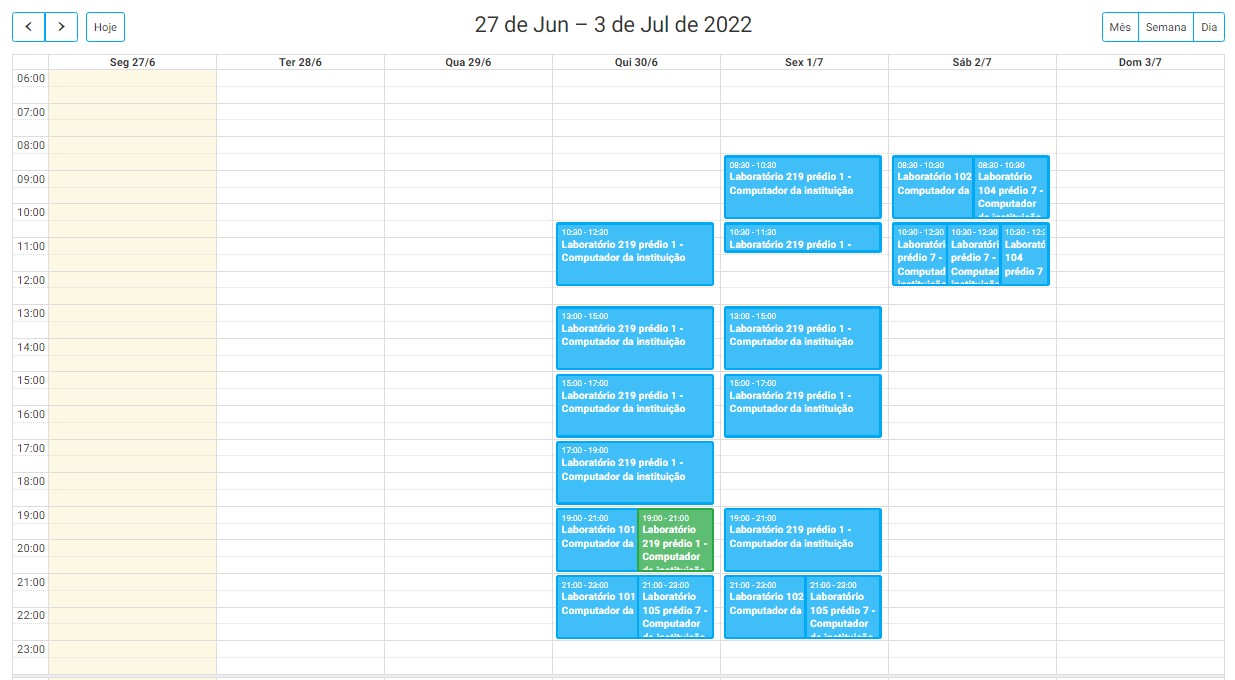 Hoje
27 de Jun – 3 de Jul de 2022
Mês Semana Dia
Seg 27/6 Ter 28/6 Qua 29/6 Qui 30/6 Sex 1/7 Sáb 2/7 Dom 3/7
06:00
07:00
08:00
09:00
10:00
11:00
12:00
13:00
14:00
15:00
16:00
17:00
18:00
19:00
20:00
21:00
22:00
23:00
10:30 - 12:30
Laboratório 219 prédio 1 -
Computador da instituição
13:00 - 15:00
Laboratório 219 prédio 1 -
Computador da instituição
15:00 - 17:00
Laboratório 219 prédio 1 -
Computador da instituição
17:00 - 19:00
Laboratório 219 prédio 1 -
Computador da instituição
19:00 - 21:00
Laboratório 101
Computador da
19:00 - 21:00
Laboratório
219 prédio 1 -
Computador
da instituição
21:00 - 23:00
Laboratório 101
Computador da
21:00 - 23:00
Laboratório
105 prédio 7 -
Computador
da instituição
08:30 - 10:30
Laboratório 219 prédio 1 -
Computador da instituição
10:30 - 11:30
Laboratório 219 prédio 1 -
13:00 - 15:00
Laboratório 219 prédio 1 -
Computador da instituição
15:00 - 17:00
Laboratório 219 prédio 1 -
Computador da instituição
19:00 - 21:00
Laboratório 219 prédio 1 -
Computador da instituição
21:00 - 23:00
Laboratório 102
Computador da
21:00 - 23:00
Laboratório
105 prédio 7 -
Computador
da instituição
08:30 - 10:30
Laboratório 102
Computador da
08:30 - 10:30
Laboratório
104 prédio 7 -
Computador
da instituição
10:30 - 12:30
Laboratóri
prédio 7 -
Computad
instituição
10:30 - 12:30
Laboratóri
prédio 7 -
Computad
instituição
10:30 - 12:3
Laborató
104
prédio 7